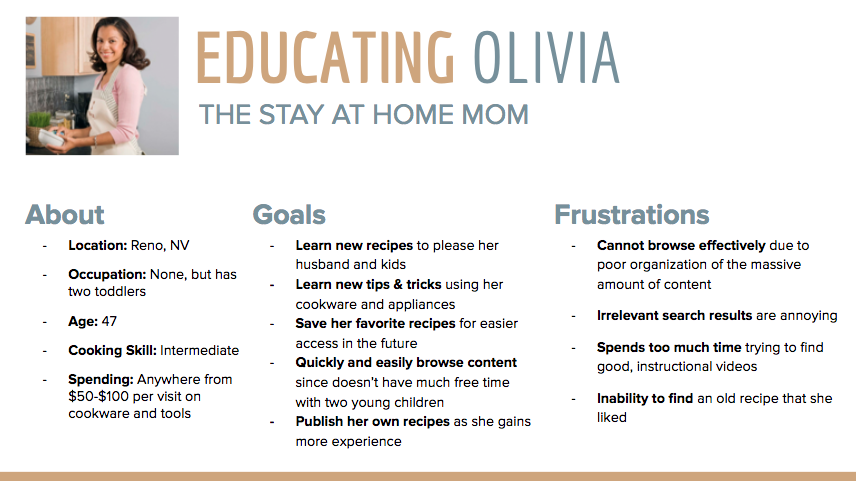 EDUCATING OLIVIA
THE STAY AT HOME MOM
About
- Location: Reno, NV
- Occupation: None, but has
two toddlers
- Age: 47
- Cooking Skill: Intermediate
- Spending: Anywhere from
$50-$100 per visit on
cookware and tools
Goals
- Learn new recipes to please her
husband and kids
- Learn new tips & tricks using her
cookware and appliances
- Save her favorite recipes for easier
access in the future
- Quickly and easily browse content
since doesn't have much free time
with two young children
- Publish her own recipes as she gains
more experience
Frustrations
- Cannot browse effectively due to
poor organization of the massive
amount of content
- Irrelevant search results are annoying
- Spends too much time trying to find
good, instructional videos
- Inability to find an old recipe that she
liked